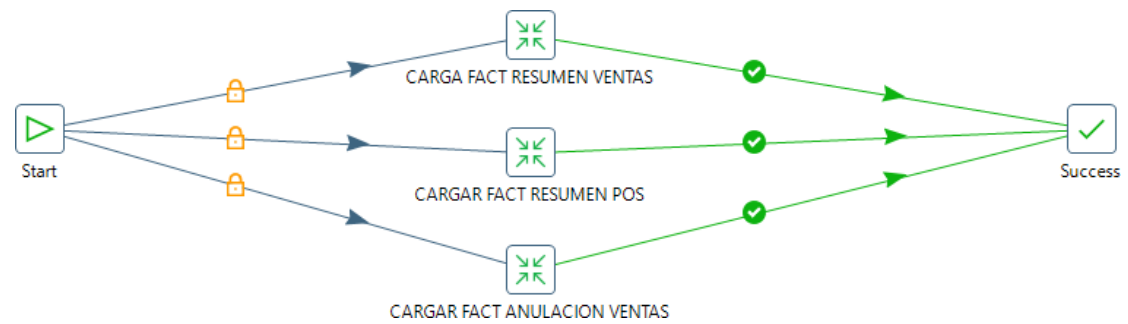 CARGA FACT RESUMEN VENTAS
Start
CARGAR FACT RESUMEN POS
Success
CARGAR FACT ANULACION VENTAS